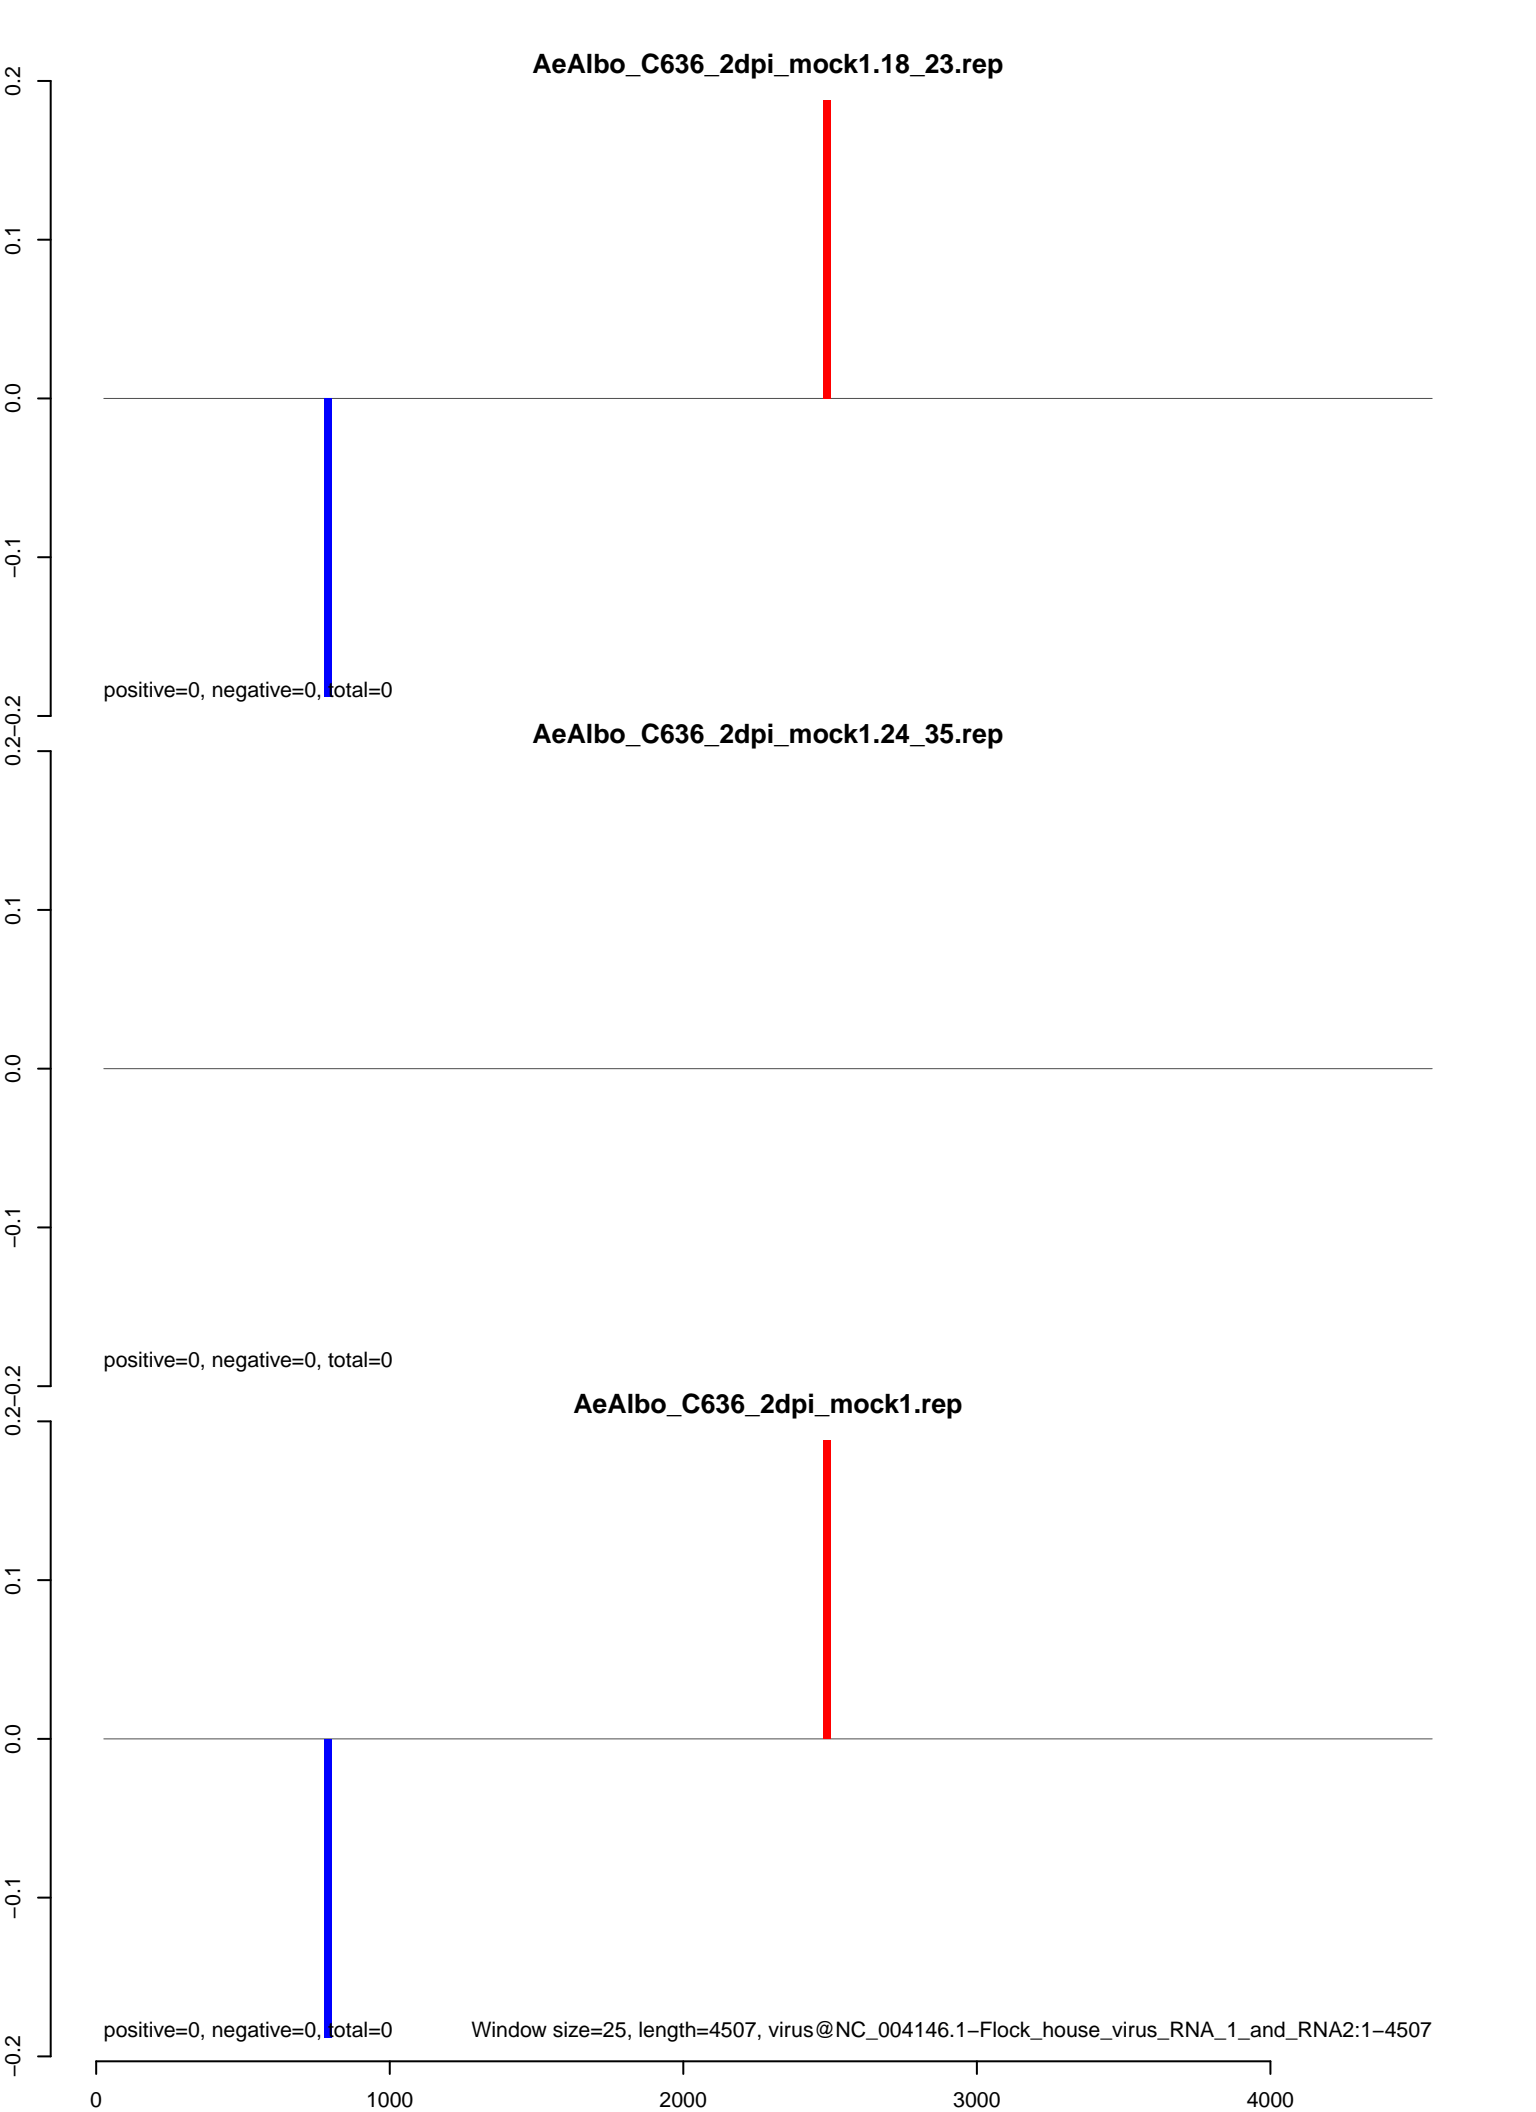 AeAlbo_C636_2dpi_mock1.18_23.rep
0.2
0.1
0.0
−0.1
−0.2
positive=0, negative=0, total=0
AeAlbo_C636_2dpi_mock1.24_35.rep
0.2
0.1
0.0
−0.1
−0.2
positive=0, negative=0, total=0
AeAlbo_C636_2dpi_mock1.rep
0.2
0.1
0.0
−0.1
−0.2
positive=0, negative=0, total=0
Window size=25, length=4507, virus@NC_004146.1−Flock_house_virus_RNA_1_and_RNA2:1−4507
0 1000 2000 3000 4000